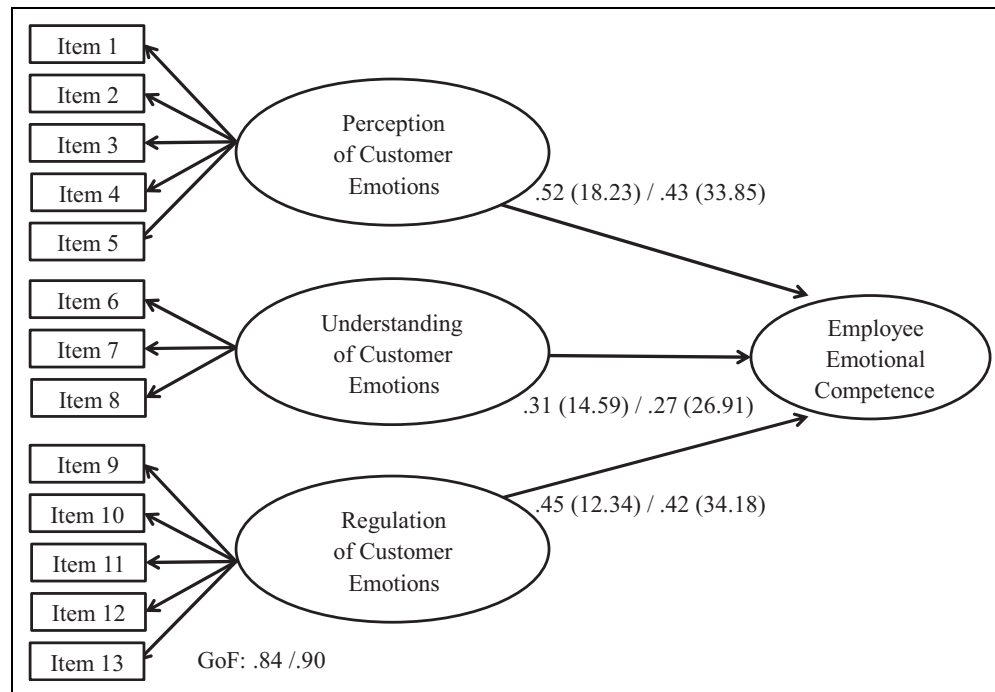 Item 1
Item 2
Item 3
Item 4
Item 5
Perception
of Customer
Emotions
.52 (18.23) / .43 (33.85)
Item 6
Item 7
Item 8
Understanding
of Customer
Emotions
.31 (14.59) / .27 (26.91)
Employee
Emotional
Competence
Item 9
Item 10
Item 11
Item 12
Item 13
Regulation
of Customer
Emotions
.45 (12.34) / .42 (34.18)
GoF: .84 /.90